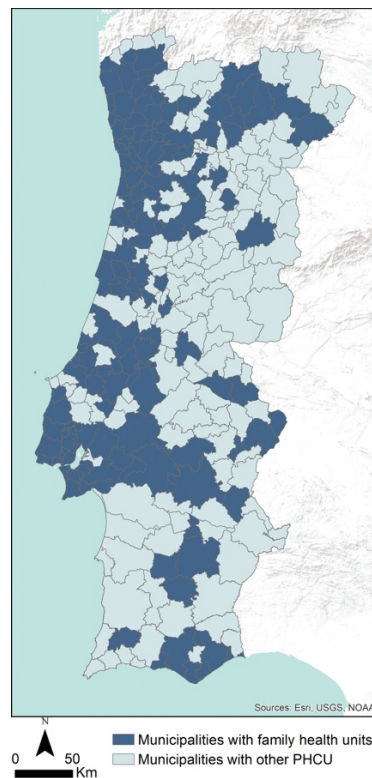 Sources: Esri, USGS, NOAA
N
0 50
Km
Municipalities with family health units
Municipalities with other PHCU